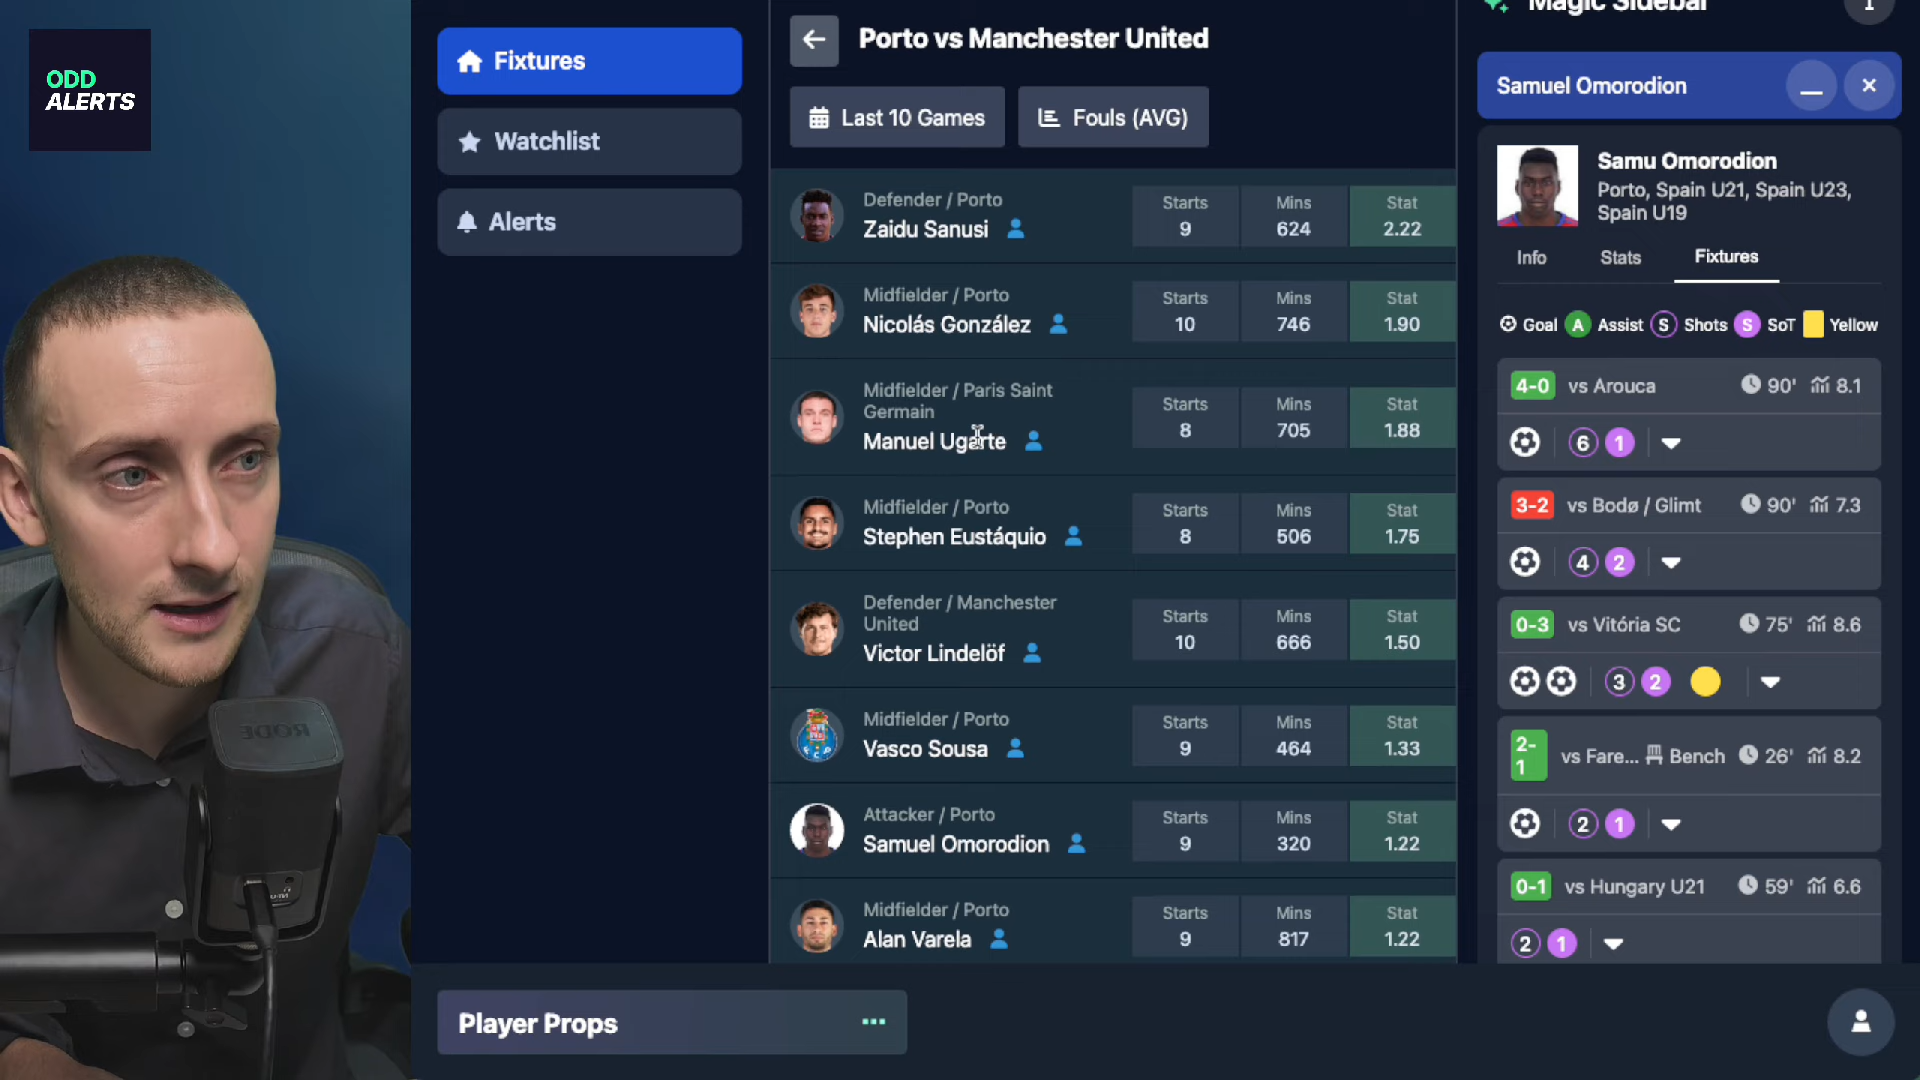 ODD
ALERTS
Fixtures
Watchlist
Alerts
Porto vs Manchester United
Last 10 Games
Fouls (AVG)
Defender / Porto
Zaidu Sanusi
Starts
9
Mins
624
Stat
2.22
Midfielder / Porto
Nicolás González
Starts
10
Mins
746
Stat
1.90
Midfielder / Paris Saint
Germain
Manuel Ugarte
Starts
8
Mins
705
Stat
1.88
Midfielder / Porto
Stephen Eustáquio
Starts
8
Mins
506
Stat
1.75
Defender / Manchester
United
Victor Lindelöf
Starts
10
Mins
666
Stat
1.50
Midfielder / Porto
Vasco Sousa
Starts
9
Mins
464
Stat
1.33
Attacker / Porto
Samuel Omorodion
Starts
9
Mins
320
Stat
1.22
Midfielder / Porto
Alan Varela
Starts
9
Mins
817
Stat
1.22
Magic Sidebar
1
Samuel Omorodion
Samu Omorodion
Porto, Spain U21, Spain U23,
Spain U19
Info Stats Fixtures
Goal A Assist S Shots S SoT Yellow
4-0 vs Arouca 90' 8.1
6 1
3-2 vs Bodø / Glimt 90' 7.3
4 2
0-3 vs Vitória SC 75' 8.6
3 2
2-
1
vs Fare... Bench 26' 8.2
2 1
0-1 vs Hungary U21 59' 6.6
2 1
Player Props ...
RODE